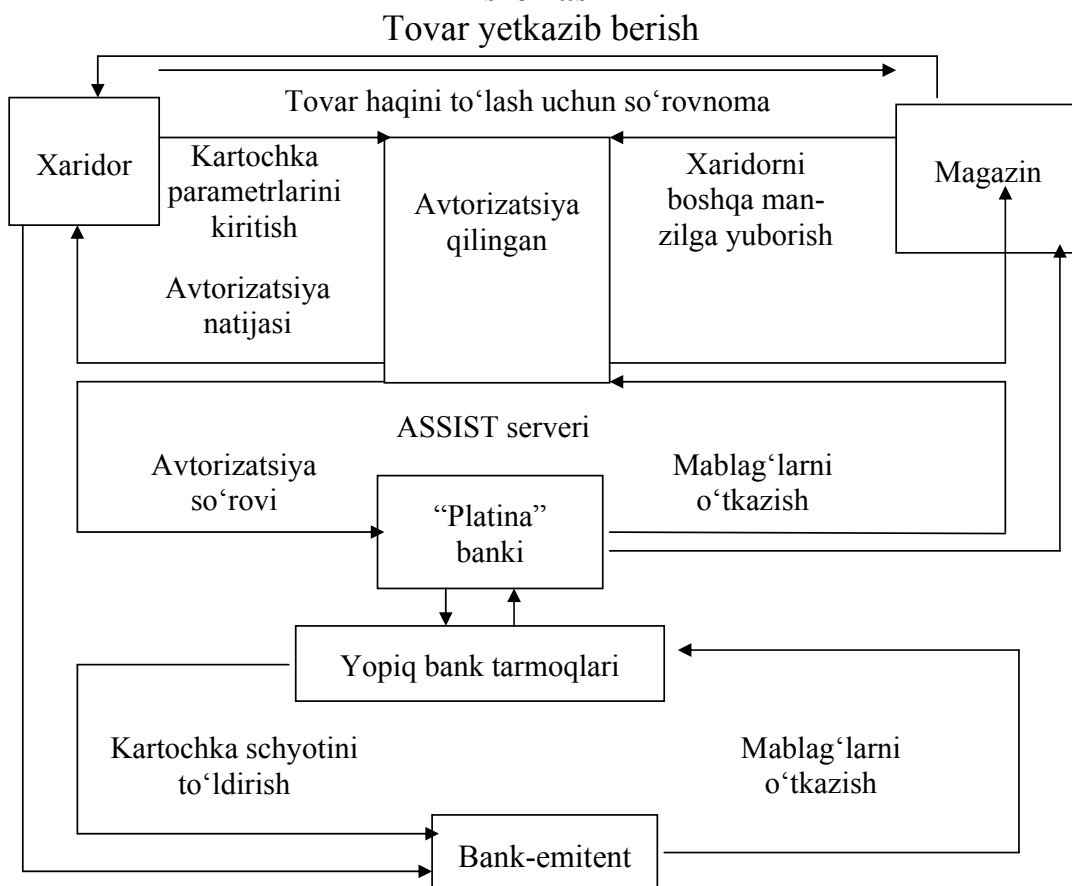 Tovar yetkazib berish
Tovar haqini to‘lash uchun so‘rovnoma
Xaridor
Kartochka
parametrlarini
kiritish
Avtorizatsiya
qilingan
Xaridorni
boshqa man-
zilga yuborish
Magazin
Avtorizatsiya
natijasi
ASSIST serveri
Avtorizatsiya
so‘rovi
Mablag‘larni
o‘tkazish
“Platina”
banki
Yopiq bank tarmoqlari
Kartochka schyotini
to‘ldirish
Mablag‘larni
o‘tkazish
Bank-emitent